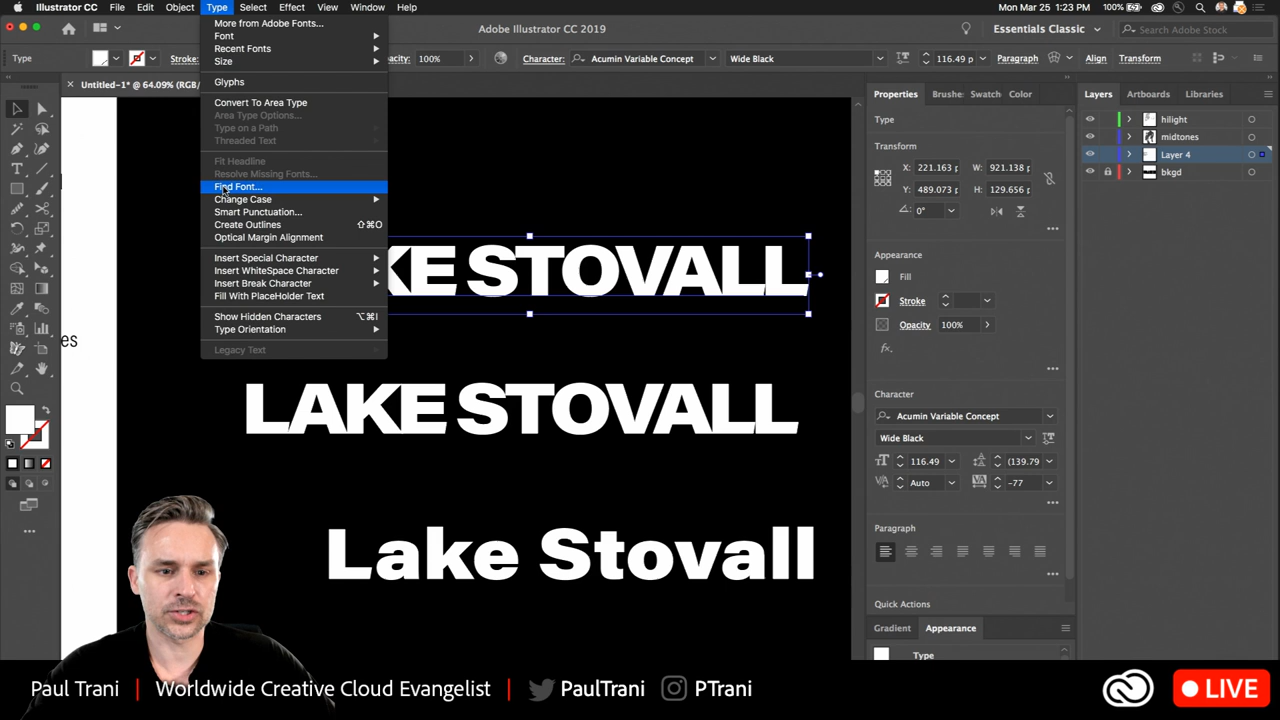 Illustrator CC File Edit Object Type Select Effect View Window Help 100% Mon Mar 25 1:23 PM
Adobe Illustrator CC 2019 Essentials Classic Search Adobe Stock
Type Stroke: pacity: 100% Character: Acumin Variable Concept Wide Black 116.49 p Paragraph Align Transform
Untitled-1* @ 64.09% (RGB/
More from Adobe Fonts...
Font
Recent Fonts
Size
Glyphs
Convert To Area Type
Area Type Options...
Type on a Path
Threaded Text
Fit Headline
Resolve Missing Fonts...
Find Font...
Change Case
Smart Punctuation...
Create Outlines ⇧⌘O
Optical Margin Alignment
Insert Special Character
Insert WhiteSpace Character
Insert Break Character
Fill With PlaceHolder Text
Show Hidden Characters ⌥⌘I
Type Orientation
Legacy Text
es
KE STOVALL
LAKE STOVALL
Lake Stovall
Properties Brushe: Swatch Color
Type
Transform
X: 221.163 p W: 921.138 p
Y: 489.073 p H: 129.656 p
0°
Appearance
Fill
Stroke
Opacity 100%
fx.
Character
Acumin Variable Concept
Wide Black
116.49 (139.79
Auto -77
Paragraph
Quick Actions
Gradient Appearance
Type
Layers Artboards Libraries
hilight
midtones
Layer 4
bkgd
Paul Trani | Worldwide Creative Cloud Evangelist | PaulTrani PTrani
LIVE